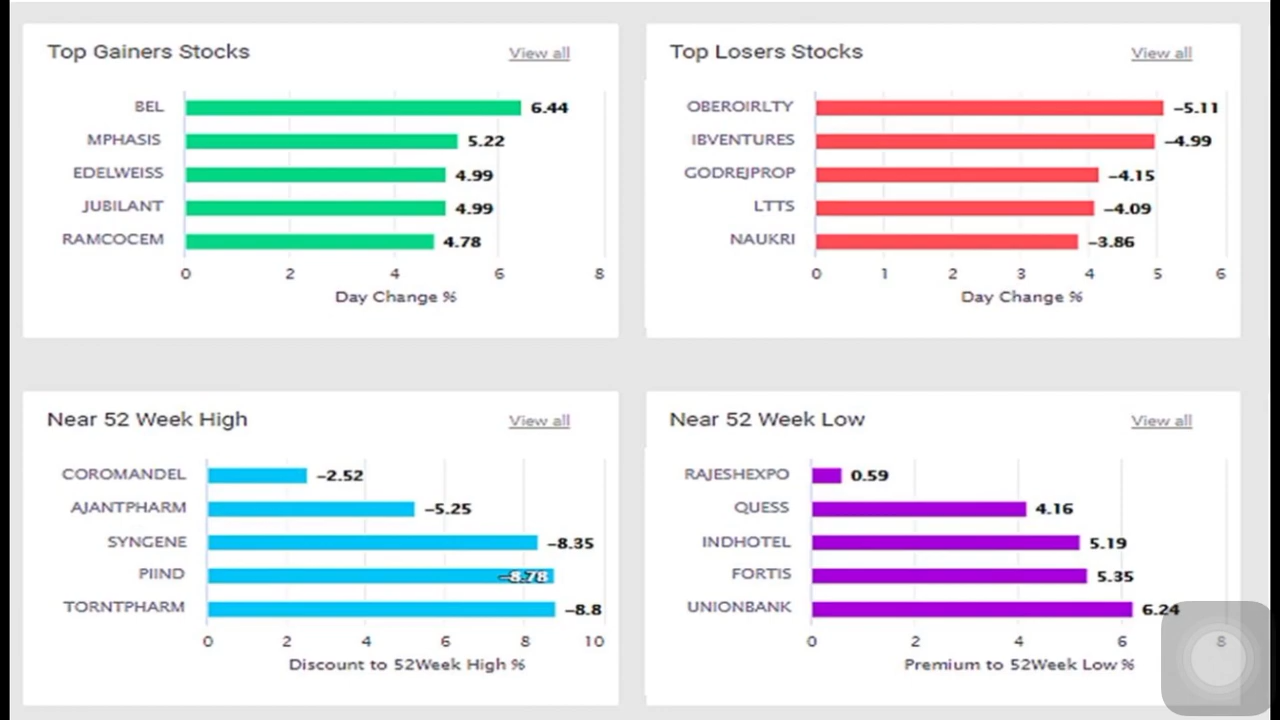 Top Gainers Stocks View all
BEL 6.44
MPHASIS 5.22
EDELWEISS 4.99
JUBILANT 4.99
RAMCOCEM 4.78
0 2 4 6 8
Day Change %
Top Losers Stocks View all
OBEROIRLTY −5.11
IBVENTURES −4.99
GODREJPROP −4.15
LTTS −4.09
NAUKRI −3.86
0 1 2 3 4 5 6
Day Change %
Near 52 Week High View all
COROMANDEL −2.52
AJANTPHARM −5.25
SYNGENE −8.35
PIIND −8.78
TORNTPHARM −8.8
0 2 4 6 8 10
Discount to 52Week High %
Near 52 Week Low View all
RAJESHEXPO 0.59
QUESS 4.16
INDHOTEL 5.19
FORTIS 5.35
UNIONBANK 6.24
0 2 4 6 8
Premium to 52Week Low %